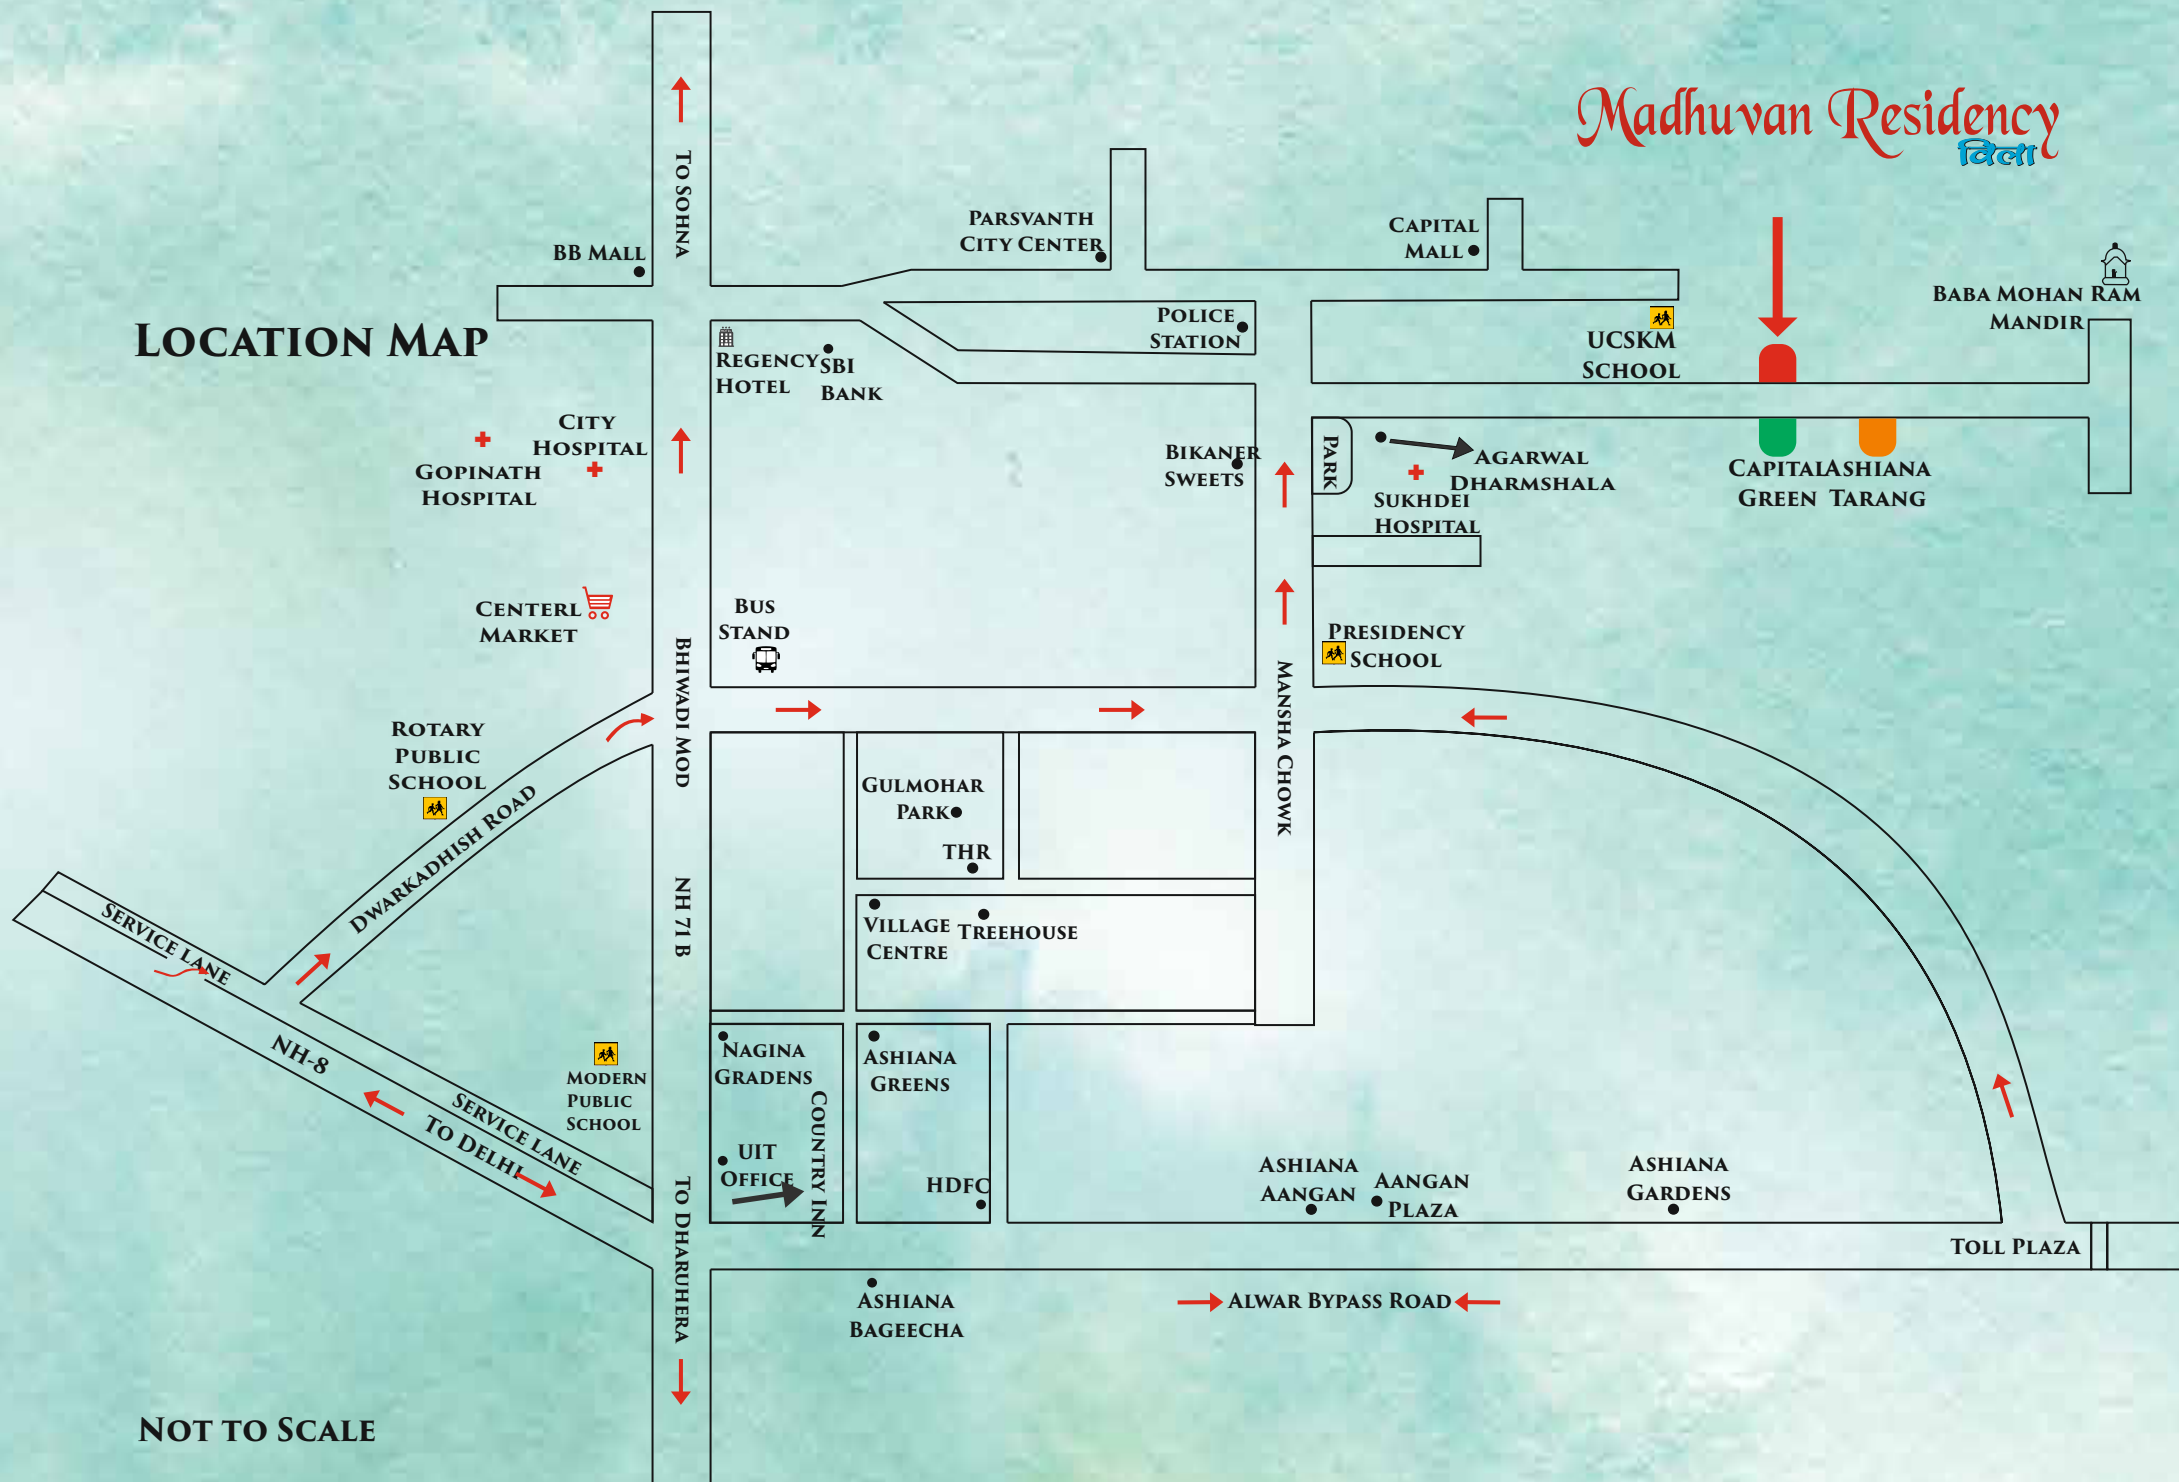 Madhuvan Residency
विला
LOCATION MAP
TO SOHNA
BB MALL
PARSVANTH
CITY CENTER
CAPITAL
MALL
BABA MOHAN RAM
MANDIR
POLICE
STATION
UCSKM
SCHOOL
REGENCY
HOTEL
SBI
BANK
CITY
HOSPITAL
GOPINATH
HOSPITAL
BIKANER
SWEETS
PARK
AGARWAL
DHARMSHALA
SUKHDEI
HOSPITAL
CAPITAL
GREEN
ASHIANA
TARANG
CENTERL
MARKET
BUS
STAND
PRESIDENCY
SCHOOL
BHIWADI MOD
MANSHA CHOWK
ROTARY
PUBLIC
SCHOOL
DWARKADHISH ROAD
GULMOHAR
PARK
THR
NH 71 B
VILLAGE
CENTRE
TREEHOUSE
SERVICE LANE
NH-8
SERVICE LANE
TO DELHI
MODERN
PUBLIC
SCHOOL
NAGINA
GRADENS
COUNTRY INN
ASHIANA
GREENS
UIT
OFFICE
HDFC
TO DHARUHERA
ASHIANA
AANGAN
AANGAN
PLAZA
ASHIANA
GARDENS
TOLL PLAZA
ASHIANA
BAGEECHA
ALWAR BYPASS ROAD
NOT TO SCALE